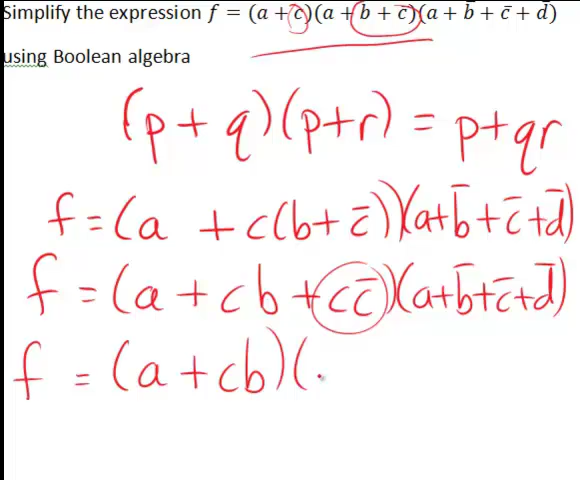 Simplify the expression f = (a + c)(a + b + c̄)(a + b̄ + c̄ + d̄)
using Boolean algebra
(p + q)(p+r) = p+qr
f = (a + c(b + c̄))(a+b̄+c̄+d̄)
f = (a + cb + cc̄)(a+b̄+c̄+d̄)
f = (a + cb)(